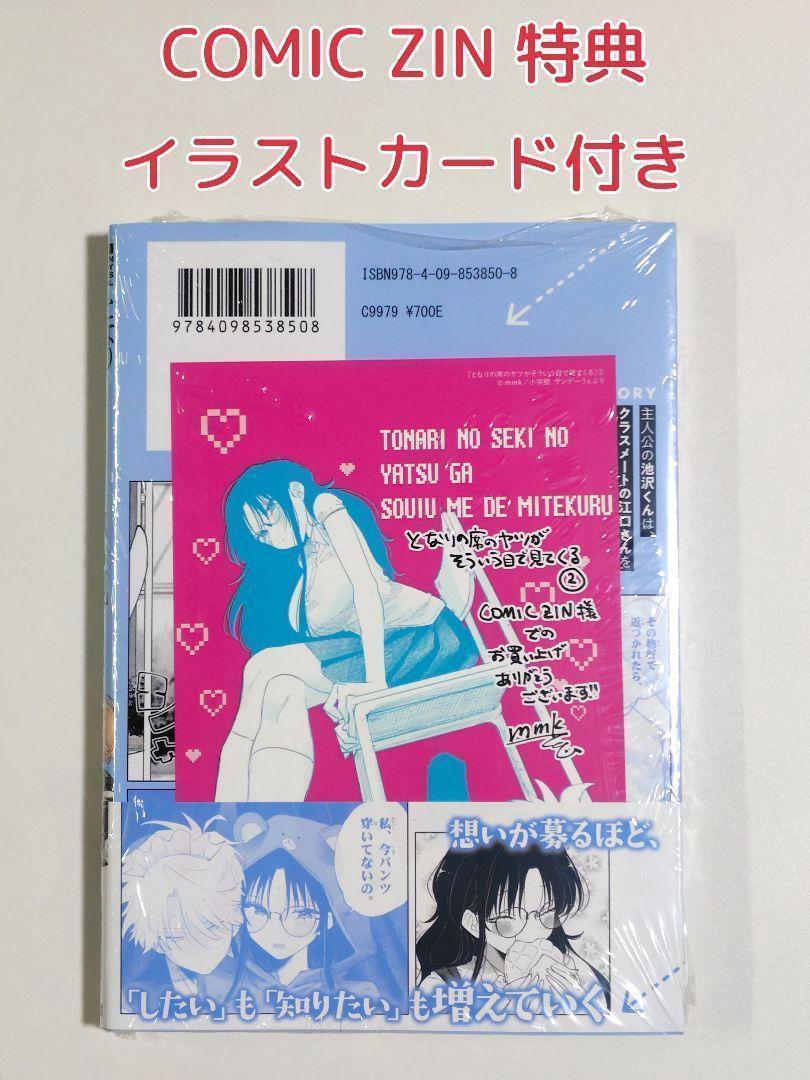 COMIC ZIN 特典
イラストカード付き
ISBN978-4-09-853850-8
C9979 ¥700E
9784098538508
『となりの席のヤツがそういう目で見てくる』②
©mmk/小学館 サンデーうぇぶり
TONARI NO SEKI NO
YATSU GA
SOUIU ME DE MITEKURU
となりの席のヤツが
そういう目で見てくる
②
COMIC ZIN様
での
お買い上げ
ありがとう
ございます!!
mmk
ORY
主人公の池沢くんは、
クラスメートの江口さんを
その格好で
近づかれたら、
私、今パンツ
穿いてないの。
想いが募るほど、
「したい」も「知りたい」も増えていく